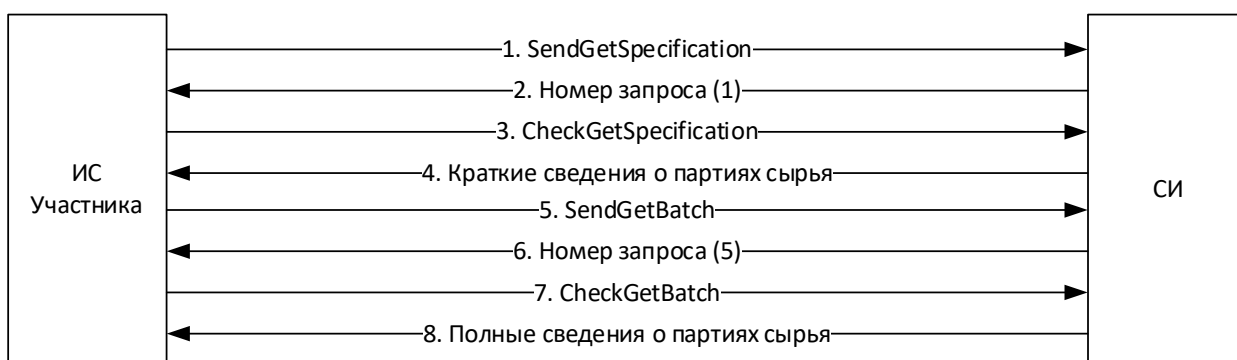 1. SendGetSpecification
2. Номер запроса (1)
3. CheckGetSpecification
ИС
Участника
4. Краткие сведения о партиях сырья
СИ
5. SendGetBatch
6. Номер запроса (5)
7. CheckGetBatch
8. Полные сведения о партиях сырья